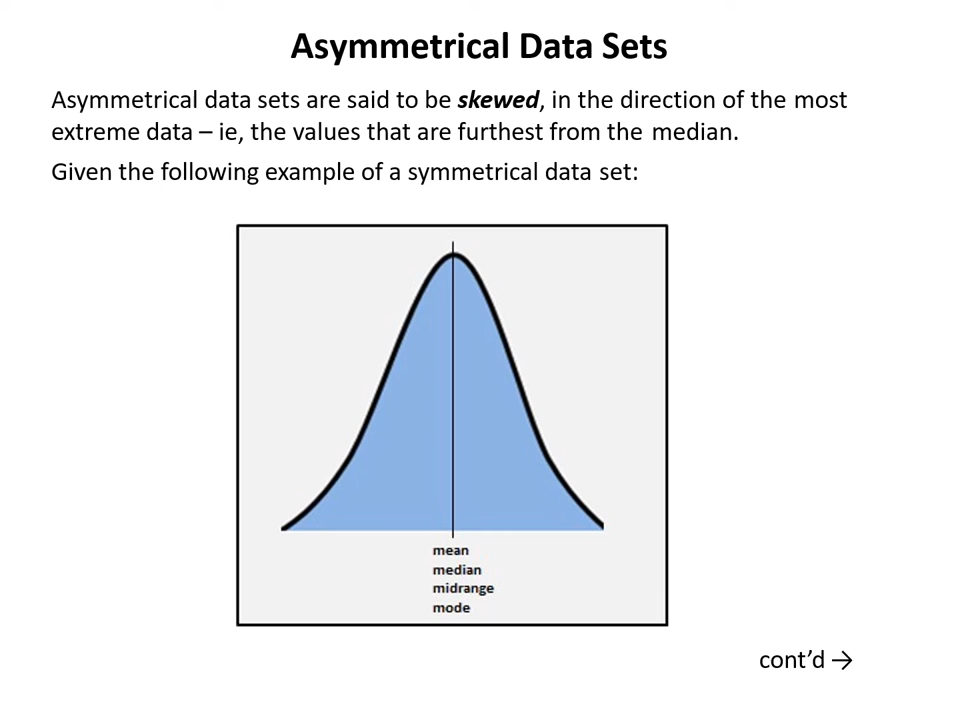 Asymmetrical Data Sets
Asymmetrical data sets are said to be skewed, in the direction of the most
extreme data – ie, the values that are furthest from the median.
Given the following example of a symmetrical data set:
mean
median
midrange
mode
cont’d →